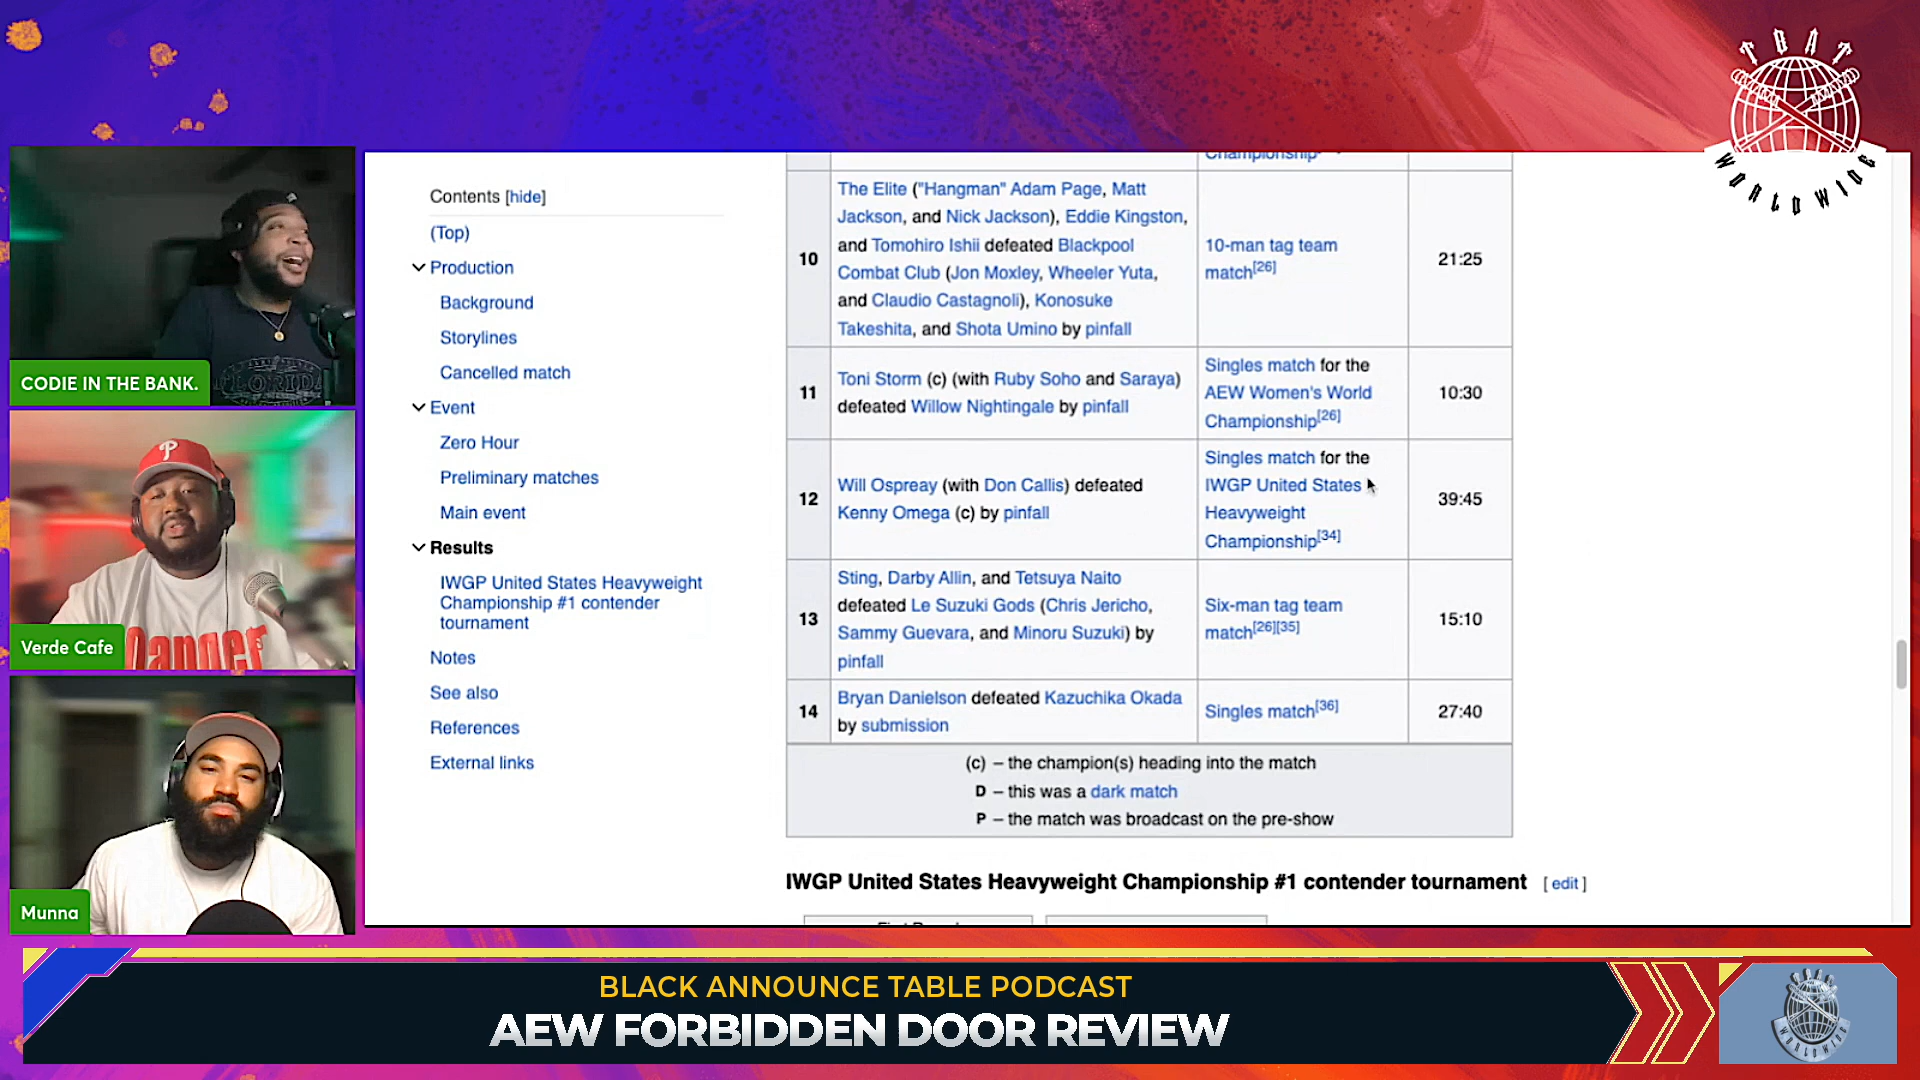 TBAT
WORLDWIDE
CODIE IN THE BANK.
FLORIDA
P
Danger
Verde Cafe
Munna
Contents [hide]
(Top)
Production
Background
Storylines
Cancelled match
Event
Zero Hour
Preliminary matches
Main event
Results
IWGP United States Heavyweight
Championship #1 contender
tournament
Notes
See also
References
External links
Championship
10
The Elite ("Hangman" Adam Page, Matt
Jackson, and Nick Jackson), Eddie Kingston,
and Tomohiro Ishii defeated Blackpool
Combat Club (Jon Moxley, Wheeler Yuta,
and Claudio Castagnoli), Konosuke
Takeshita, and Shota Umino by pinfall
10-man tag team
match[26]
21:25
11
Toni Storm (c) (with Ruby Soho and Saraya)
defeated Willow Nightingale by pinfall
Singles match for the
AEW Women's World
Championship[26]
10:30
12
Will Ospreay (with Don Callis) defeated
Kenny Omega (c) by pinfall
Singles match for the
IWGP United States
Heavyweight
Championship[34]
39:45
13
Sting, Darby Allin, and Tetsuya Naito
defeated Le Suzuki Gods (Chris Jericho,
Sammy Guevara, and Minoru Suzuki) by
pinfall
Six-man tag team
match[26][35]
15:10
14
Bryan Danielson defeated Kazuchika Okada
by submission
Singles match[36]
27:40
(c) – the champion(s) heading into the match
D – this was a dark match
P – the match was broadcast on the pre-show
IWGP United States Heavyweight Championship #1 contender tournament [ edit ]
BLACK ANNOUNCE TABLE PODCAST
AEW FORBIDDEN DOOR REVIEW
WORLDWIDE